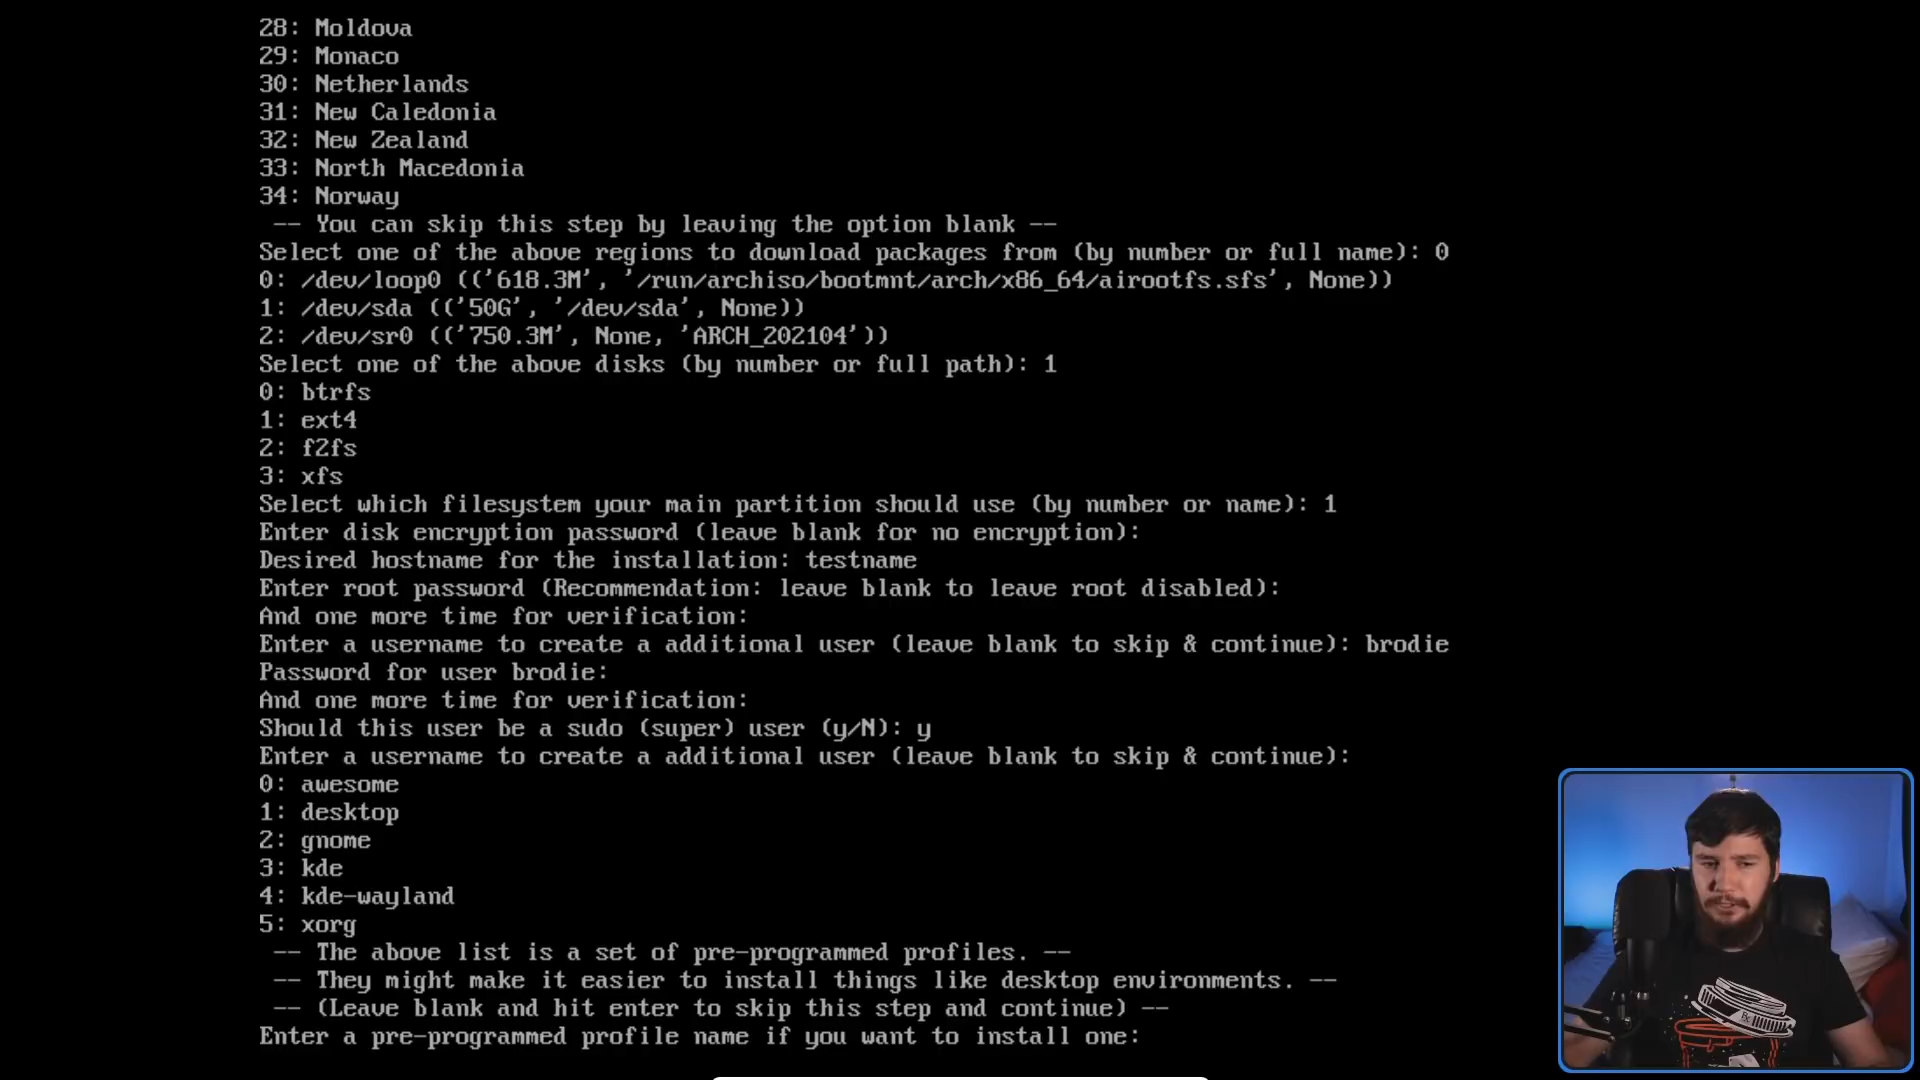 28: Moldova
29: Monaco
30: Netherlands
31: New Caledonia
32: New Zealand
33: North Macedonia
34: Norway
-- You can skip this step by leaving the option blank --
Select one of the above regions to download packages from (by number or full name): 0
0: /dev/loop0 (('618.3M', '/run/archiso/bootmnt/arch/x86_64/airootfs.sfs', None))
1: /dev/sda (('50G', '/dev/sda', None))
2: /dev/sr0 (('750.3M', None, 'ARCH_202104'))
Select one of the above disks (by number or full path): 1
0: btrfs
1: ext4
2: f2fs
3: xfs
Select which filesystem your main partition should use (by number or name): 1
Enter disk encryption password (leave blank for no encryption):
Desired hostname for the installation: testname
Enter root password (Recommendation: leave blank to leave root disabled):
And one more time for verification:
Enter a username to create a additional user (leave blank to skip & continue): brodie
Password for user brodie:
And one more time for verification:
Should this user be a sudo (super) user (y/N): y
Enter a username to create a additional user (leave blank to skip & continue):
0: awesome
1: desktop
2: gnome
3: kde
4: kde-wayland
5: xorg
-- The above list is a set of pre-programmed profiles. --
-- They might make it easier to install things like desktop environments. --
-- (Leave blank and hit enter to skip this step and continue) --
Enter a pre-programmed profile name if you want to install one: